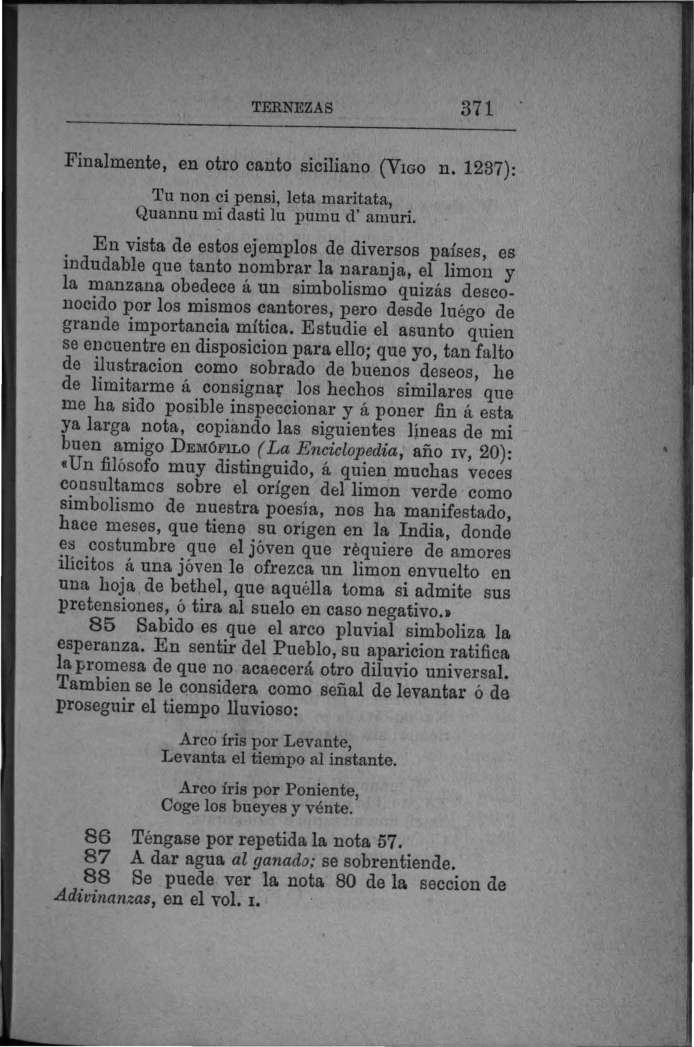 TERNEZAS 371
Finalmente, en otro canto siciliano (VIGO n. 1237):
Tu non ci pensi, leta maritata,
Quannu mi dasti lu pumu d' amuri.
En vista de estos ejemplos de diversos países, es
indudable que tanto nombrar la naranja, el limon y
la manzana obedece á un simbolismo quizás desco-
nocido por los mismos cantores, pero desde luégo de
grande importancia mítica. Estudie el asunto quien
se encuentre en disposicion para ello; que yo, tan falto
de ilustracion como sobrado de buenos deseos, he
de limitarme á consignar los hechos similares que
me ha sido posible inspeccionar y á poner fin á esta
ya larga nota, copiando las siguientes líneas de mi
buen amigo DEMÓFILO (La Enciclopedia, año IV, 20):
«Un filósofo muy distinguido, á quien muchas veces
consultamos sobre el orígen del limon verde como
simbolismo de nuestra poesía, nos ha manifestado,
hace meses, que tiene su orígen en la India, donde
es costumbre que el jóven que rèquiere de amores
ilícitos á una jóven le ofrezca un limon envuelto en
una hoja de bethel, que aquélla toma si admite sus
pretensiones, ó tira al suelo en caso negativo.»
85 Sabido es que el arco pluvial simboliza la
esperanza. En sentir del Pueblo, su aparicion ratifica
la promesa de que no acaecerá otro diluvio universal.
Tambien se le considera como señal de levantar ó de
proseguir el tiempo lluvioso:
Arco íris por Levante,
Levanta el tiempo al instante.
Arco íris por Poniente,
Coge los bueyes y vénte.
86 Téngase por repetida la nota 57.
87 A dar agua al ganado; se sobrentiende.
88 Se puede ver la nota 80 de la seccion de
Adivinanzas, en el vol. I.